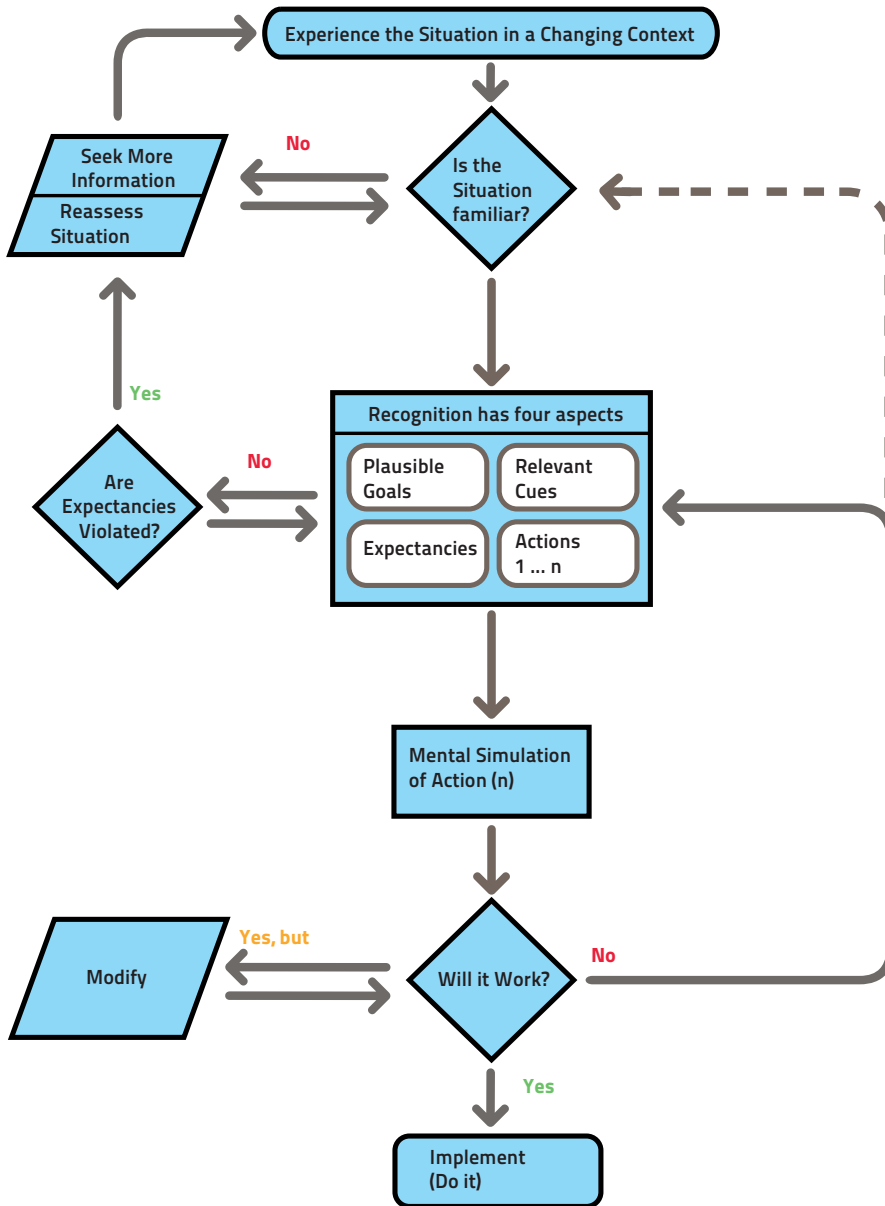 Experience the Situation in a Changing Context
No
Seek More
Information
Reassess
Situation
Is the
Situation
familiar?
Yes
Recognition has four aspects
No
Plausible
Goals
Relevant
Cues
Are
Expectancies
Violated?
Expectancies
Actions
1 ... n
Mental Simulation
of Action (n)
Yes, but
Modify
Will it Work?
No
Yes
Implement
(Do it)